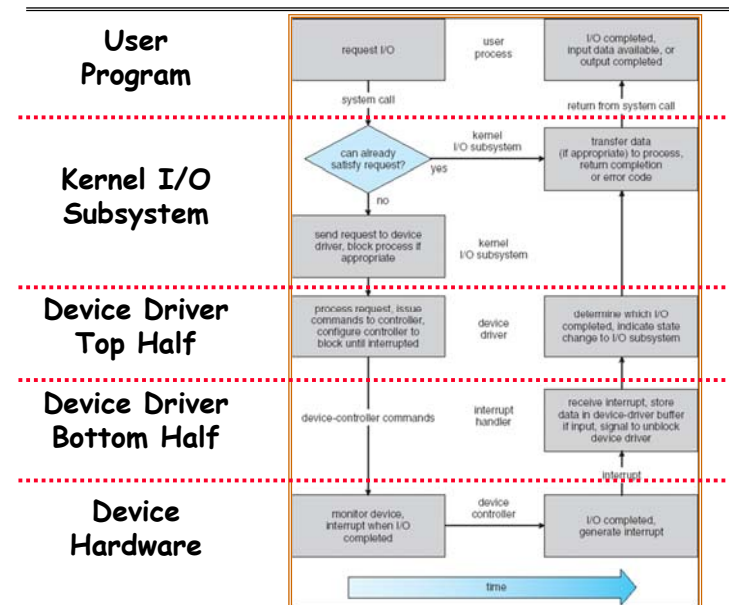 User
Program
request I/O
user
process
I/O completed,
input data available, or
output completed
system call
return from system call
Kernel I/O
Subsystem
can already
satisfy request?
yes
no
kernel
I/O subsystem
transfer data
(if appropriate) to process,
return completion
or error code
send request to device
driver, block process if
appropriate
kernel
I/O subsystem
Device Driver
Top Half
process request, issue
commands to controller,
configure controller to
block until interrupted
device
driver
determine which I/O
completed, indicate state
change to I/O subsystem
Device Driver
Bottom Half
device-controller commands
interrupt
handler
receive interrupt, store
data in device-driver buffer
if input, signal to unblock
device driver
interrupt
Device
Hardware
monitor device,
interrupt when I/O
completed
device
controller
I/O completed,
generate interrupt
time